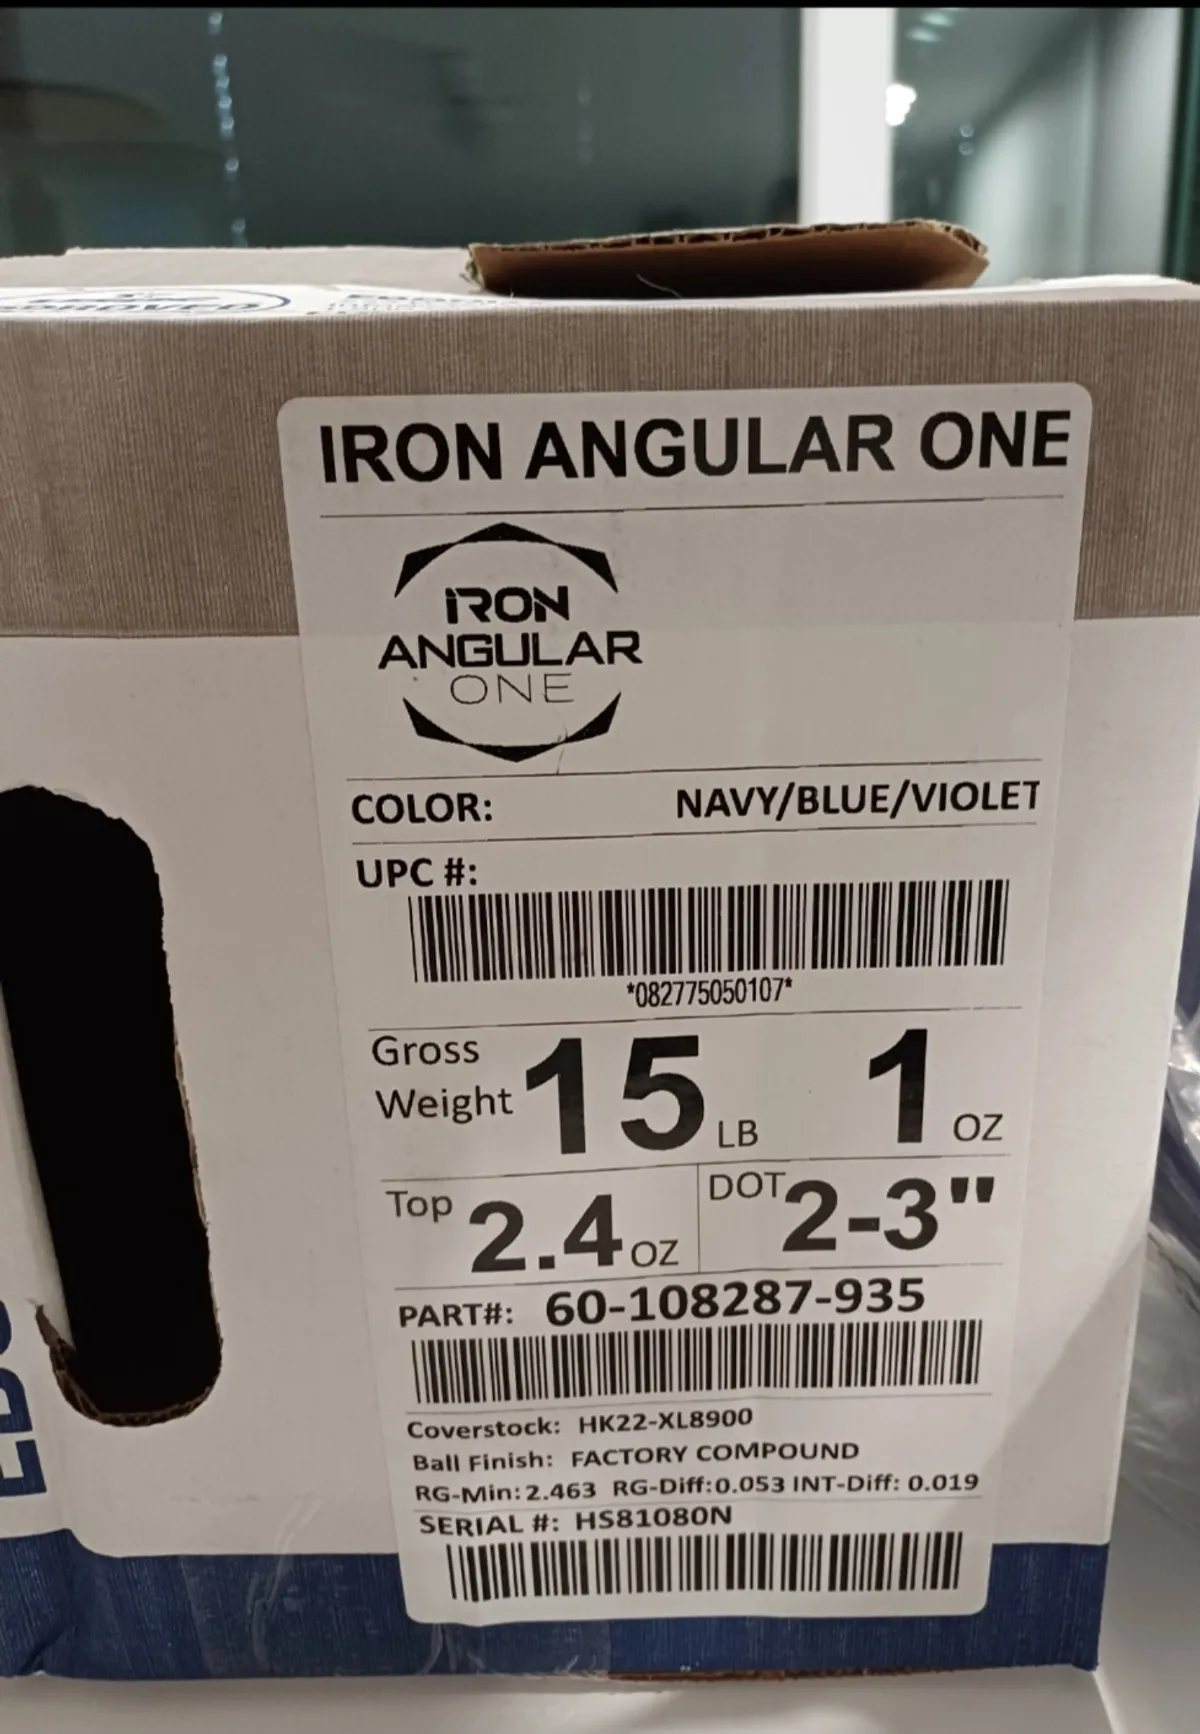 IRON ANGULAR ONE
IRON
ANGULAR
ONE
COLOR: NAVY/BLUE/VIOLET
UPC #:
*082775050107*
Gross
Weight 15 LB 1 OZ
Top 2.4 OZ DOT 2-3"
PART#: 60-108287-935
Coverstock: HK22-XL8900
Ball Finish: FACTORY COMPOUND
RG-Min: 2.463 RG-Diff:0.053 INT-Diff: 0.019
SERIAL #: HS81080N